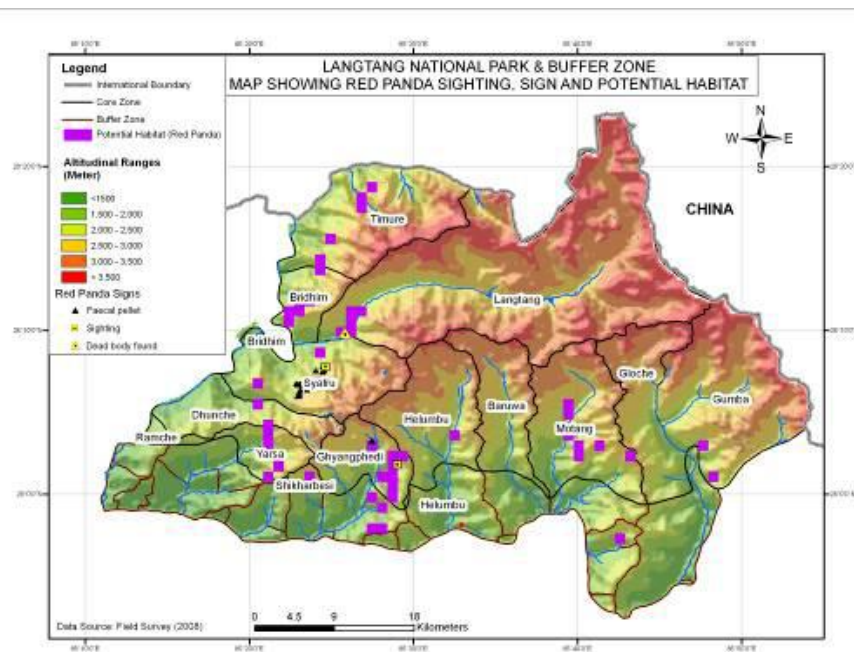 LANGTANG NATIONAL PARK & BUFFER ZONE
MAP SHOWING RED PANDA SIGHTING, SIGN AND POTENTIAL HABITAT
Legend
International Boundary
Core Zone
Buffer Zone
Potential Habitat (Red Panda)
Altitudinal Ranges
(Meter)
<1500
1,500 - 2,000
2,000 - 2,500
2,500 - 3,000
3,000 - 3,500
> 3,500
Red Panda Signs
Faecal pellet
Sighting
Dead body found
N
W E
S
CHINA
Timure
Bridhim
Langtang
Bridhim
Syafru
Gloche
Gumba
Dhunche
Helumbu
Baruwa
Motang
Ramche
Yarsa
Ghyangphedi
Shikharbesi
Helumbu
Data Source: Field Survey (2008)
0 4.5 9 18
Kilometers